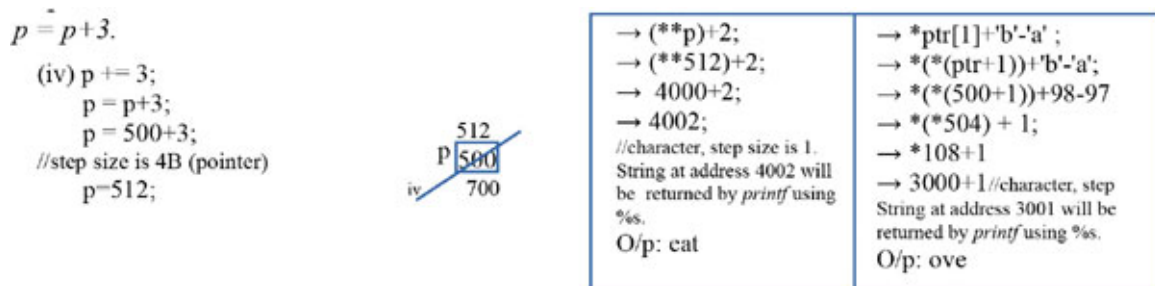 p = p+3.
(iv) p += 3;
p = p+3;
p = 500+3;
//step size is 4B (pointer)
p=512;
512
p 500
iv 700
→ (**p)+2;
→ (**512)+2;
→ 4000+2;
→ 4002;
//character, step size is 1.
String at address 4002 will
be returned by printf using
%s.
O/p: eat
→ *ptr[1]+'b'-'a' ;
→ *(*(ptr+1))+'b'-'a';
→ *(*(500+1))+98-97
→ *(*504) + 1;
→ *108+1
→ 3000+1//character, step
String at address 3001 will be
returned by printf using %s.
O/p: ove